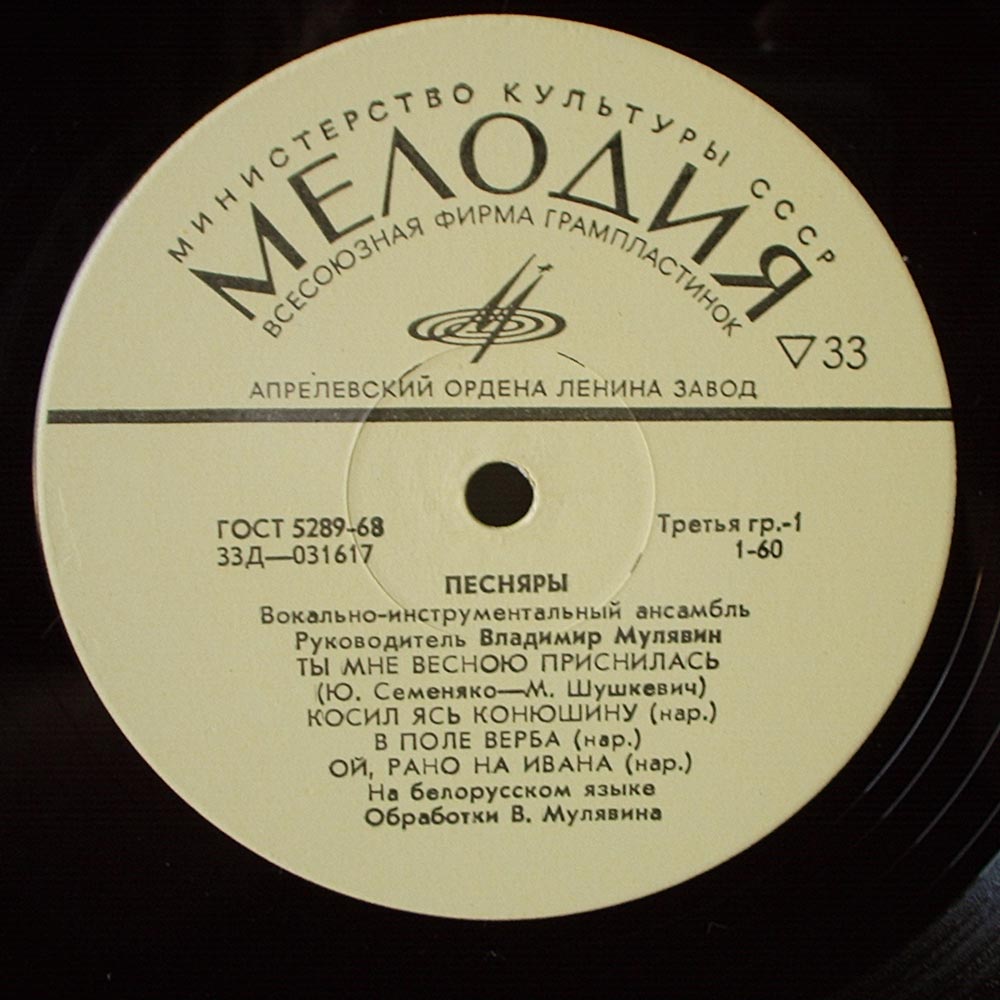 МИНИСТЕРСТВО КУЛЬТУРЫ СССР
МЕЛОДИЯ
ВСЕСОЮЗНАЯ ФИРМА ГРАМПЛАСТИНОК
▽33
АПРЕЛЕВСКИЙ ОРДЕНА ЛЕНИНА ЗАВОД
ГОСТ 5289-68
33Д—031617
Третья гр.-1
1-60
ПЕСНЯРЫ
Вокально-инструментальный ансамбль
Руководитель Владимир Мулявин
ТЫ МНЕ ВЕСНОЮ ПРИСНИЛАСЬ
(Ю. Семеняко—М. Шушкевич)
КОСИЛ ЯСЬ КОНЮШИНУ (нар.)
В ПОЛЕ ВЕРБА (нар.)
ОЙ, РАНО НА ИВАНА (нар.)
На белорусском языке
Обработки В. Мулявина